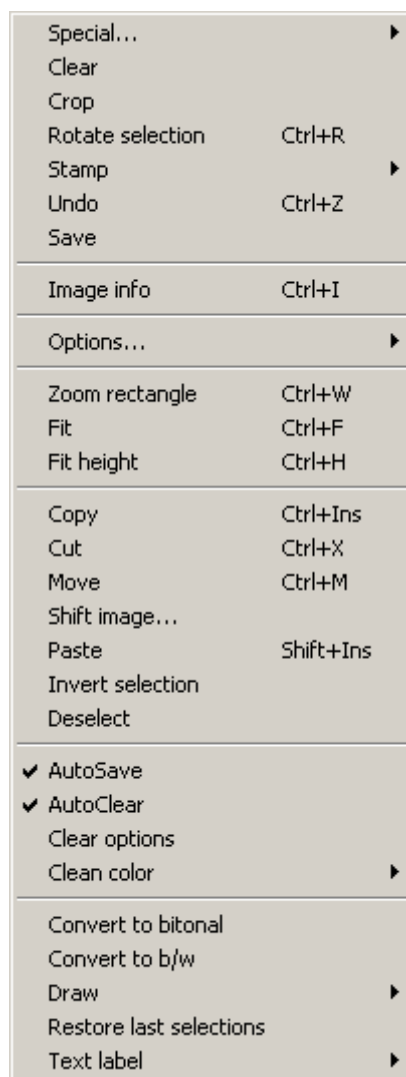 Special...
Clear
Crop
Rotate selection Ctrl+R
Stamp
Undo Ctrl+Z
Save
Image info Ctrl+I
Options...
Zoom rectangle Ctrl+W
Fit Ctrl+F
Fit height Ctrl+H
Copy Ctrl+Ins
Cut Ctrl+X
Move Ctrl+M
Shift image...
Paste Shift+Ins
Invert selection
Deselect
AutoSave
AutoClear
Clear options
Clean color
Convert to bitonal
Convert to b/w
Draw
Restore last selections
Text label